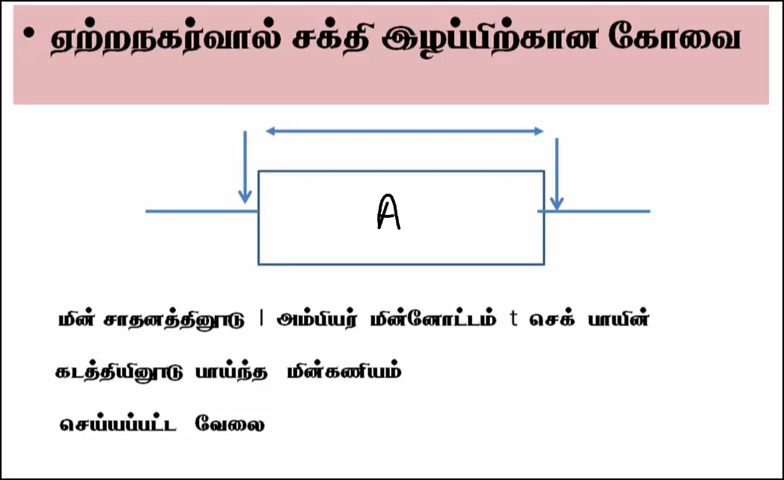 • ஏற்றநகர்வால் சக்தி இழப்பிற்கான கோவை
A
மின் சாதனத்தினூடு I அம்பியர் மின்னோட்டம் t செக் பாயின்
கடத்தியினூடு பாய்ந்த மின்கணியம்
செய்யப்பட்ட வேலை